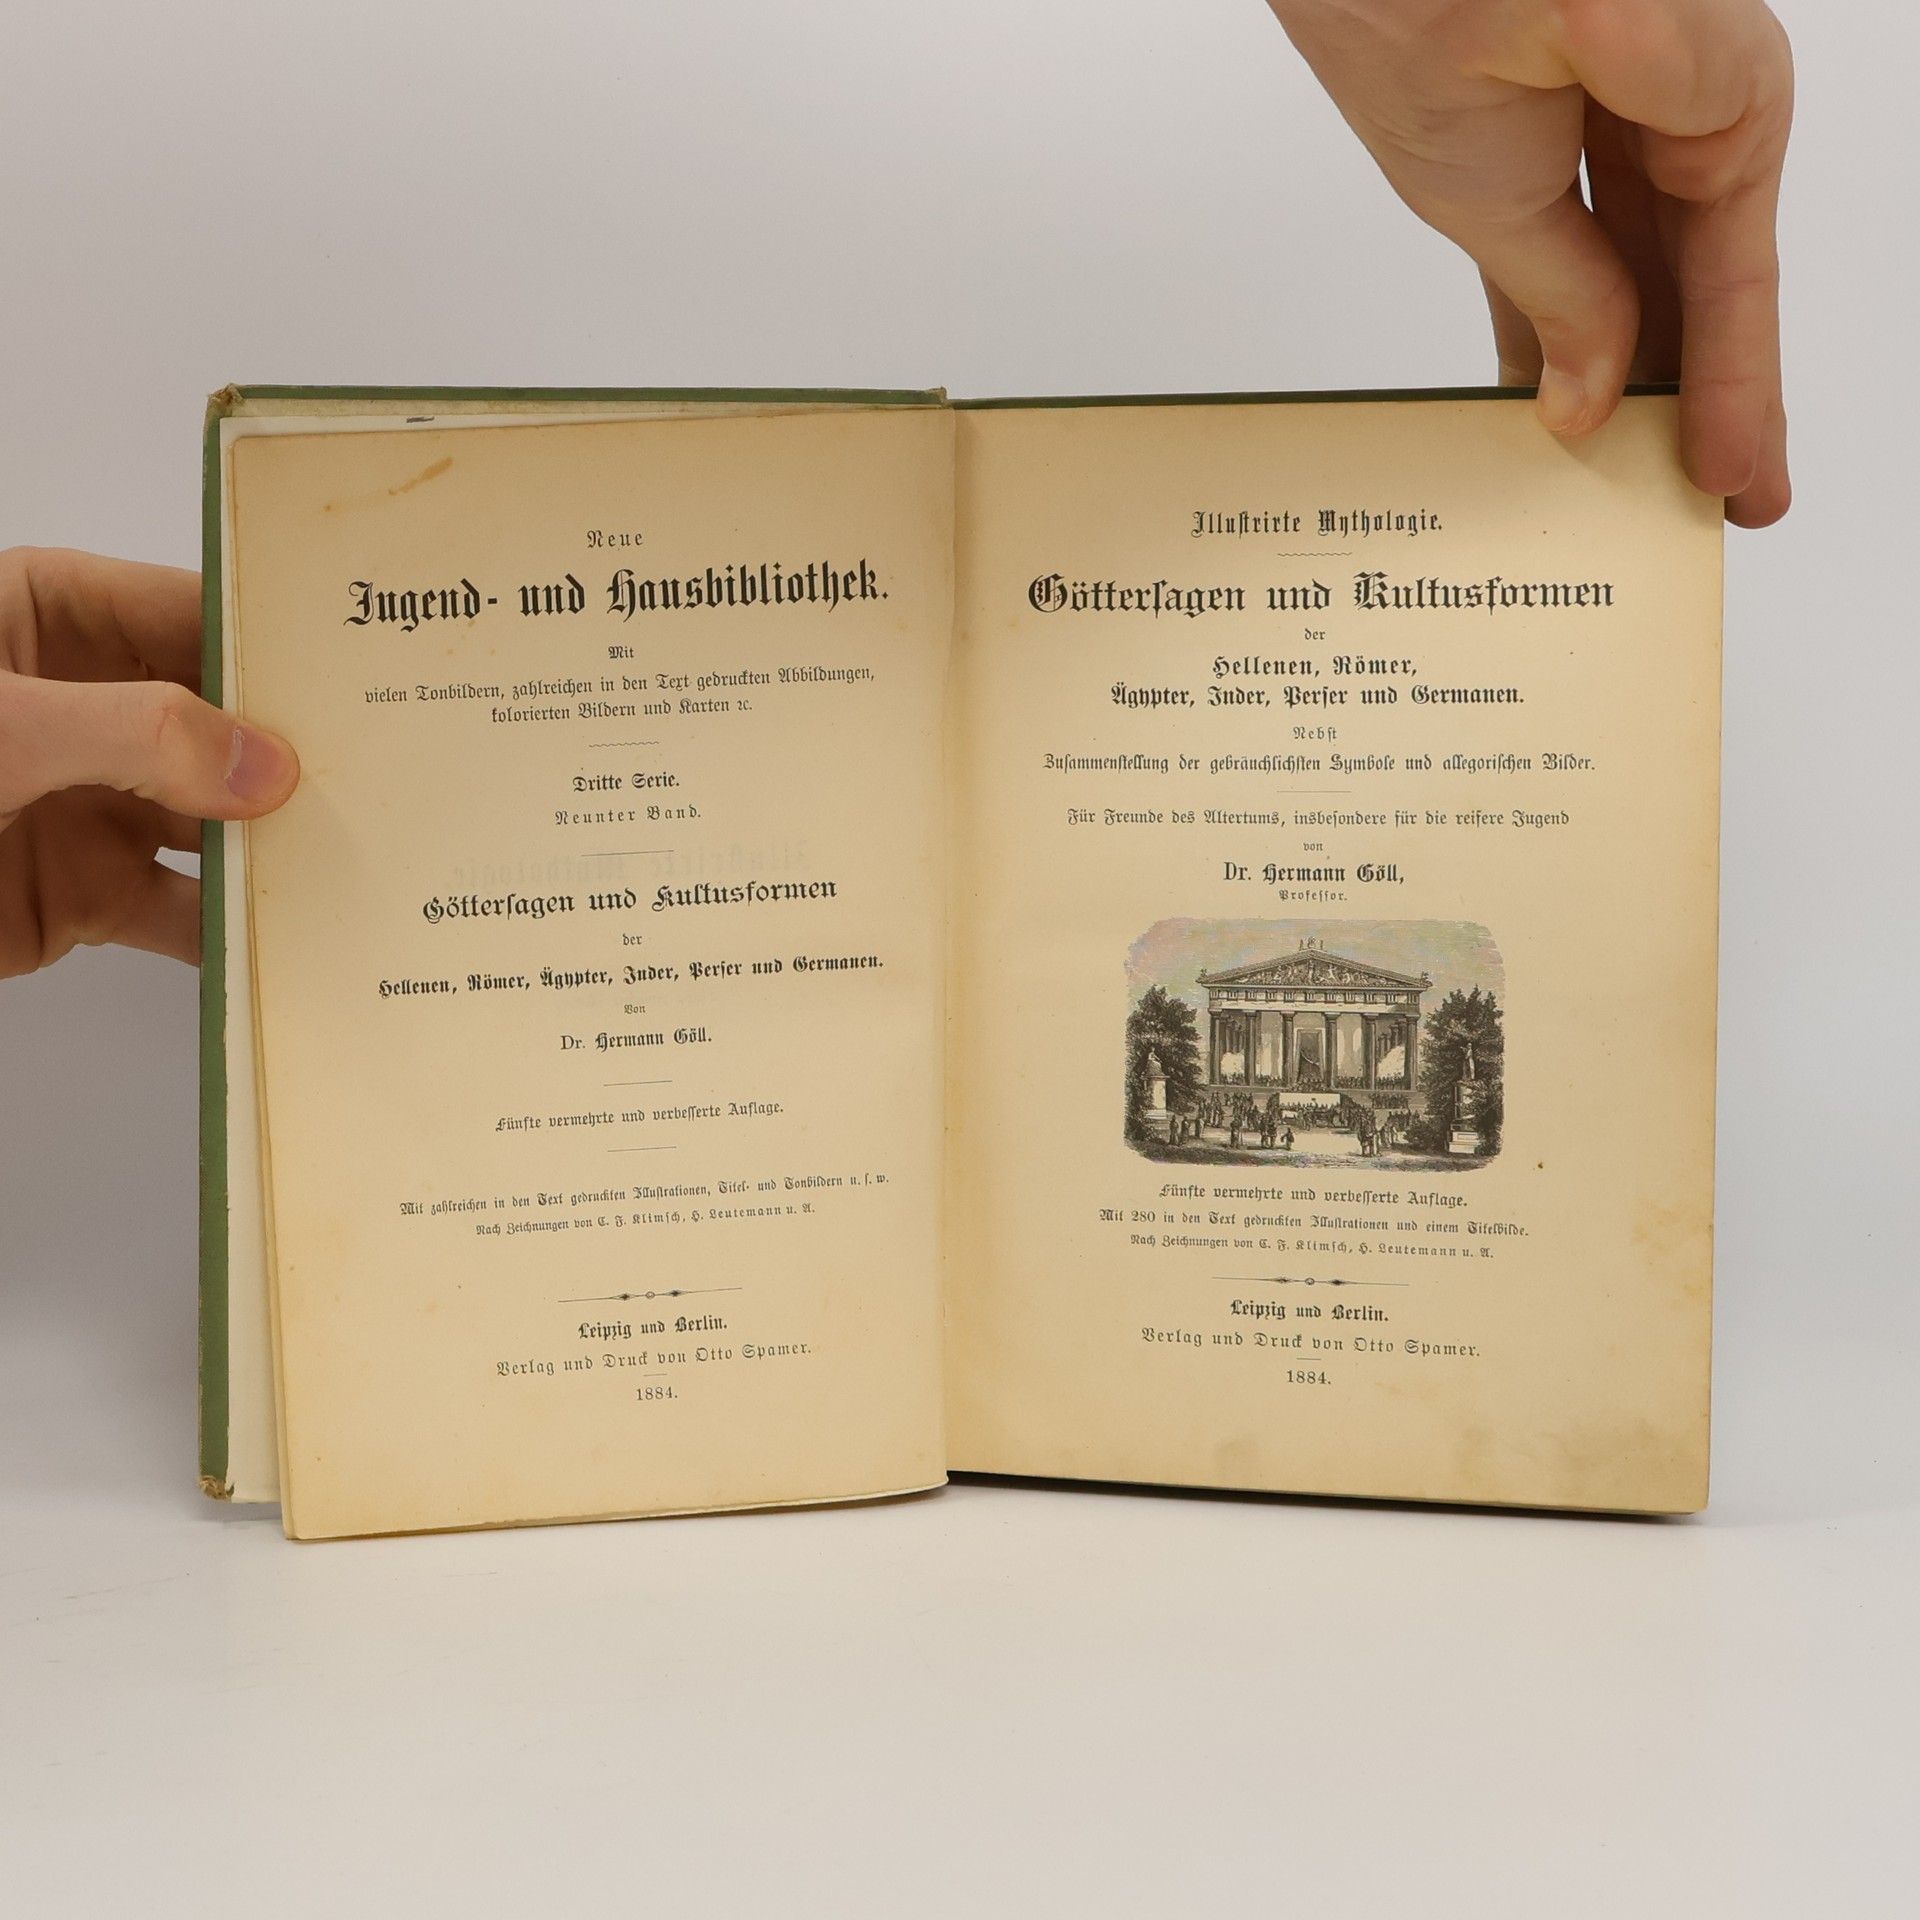 Neue
Jugend- und Hausbibliothek.
Mit
vielen Tonbildern, zahlreichen in den Text gedruckten Abbildungen,
kolorierten Bildern und Karten ꝛc.
Dritte Serie.
Neunter Band.
Götterſagen und Kultusformen
der
Hellenen, Römer, Ägypter, Inder, Perſer und Germanen.
Von
Dr. Hermann Göll.
Fünfte vermehrte und verbeſſerte Auflage.
Mit zahlreichen in den Text gedruckten Illuſtrationen, Titel- und Tonbildern u. ſ. w.
Nach Zeichnungen von C. F. Klimſch, H. Leutemann u. A.
Leipzig und Berlin.
Verlag und Druck von Otto Spamer.
1884.
Illuſtrirte Mythologie.
Götterſagen und Kultusformen
der
Hellenen, Römer,
Ägypter, Inder, Perſer und Germanen.
Nebſt
Zuſammenſtellung der gebräuchlichſten Symbole und allegoriſchen Bilder.
Für Freunde des Altertums, insbeſondere für die reifere Jugend
von
Dr. Hermann Göll,
Profeſſor.
Fünfte vermehrte und verbeſſerte Auflage.
Mit 280 in den Text gedruckten Illuſtrationen und einem Titelbilde.
Nach Zeichnungen von C. F. Klimſch, H. Leutemann u. A.
Leipzig und Berlin.
Verlag und Druck von Otto Spamer.
1884.